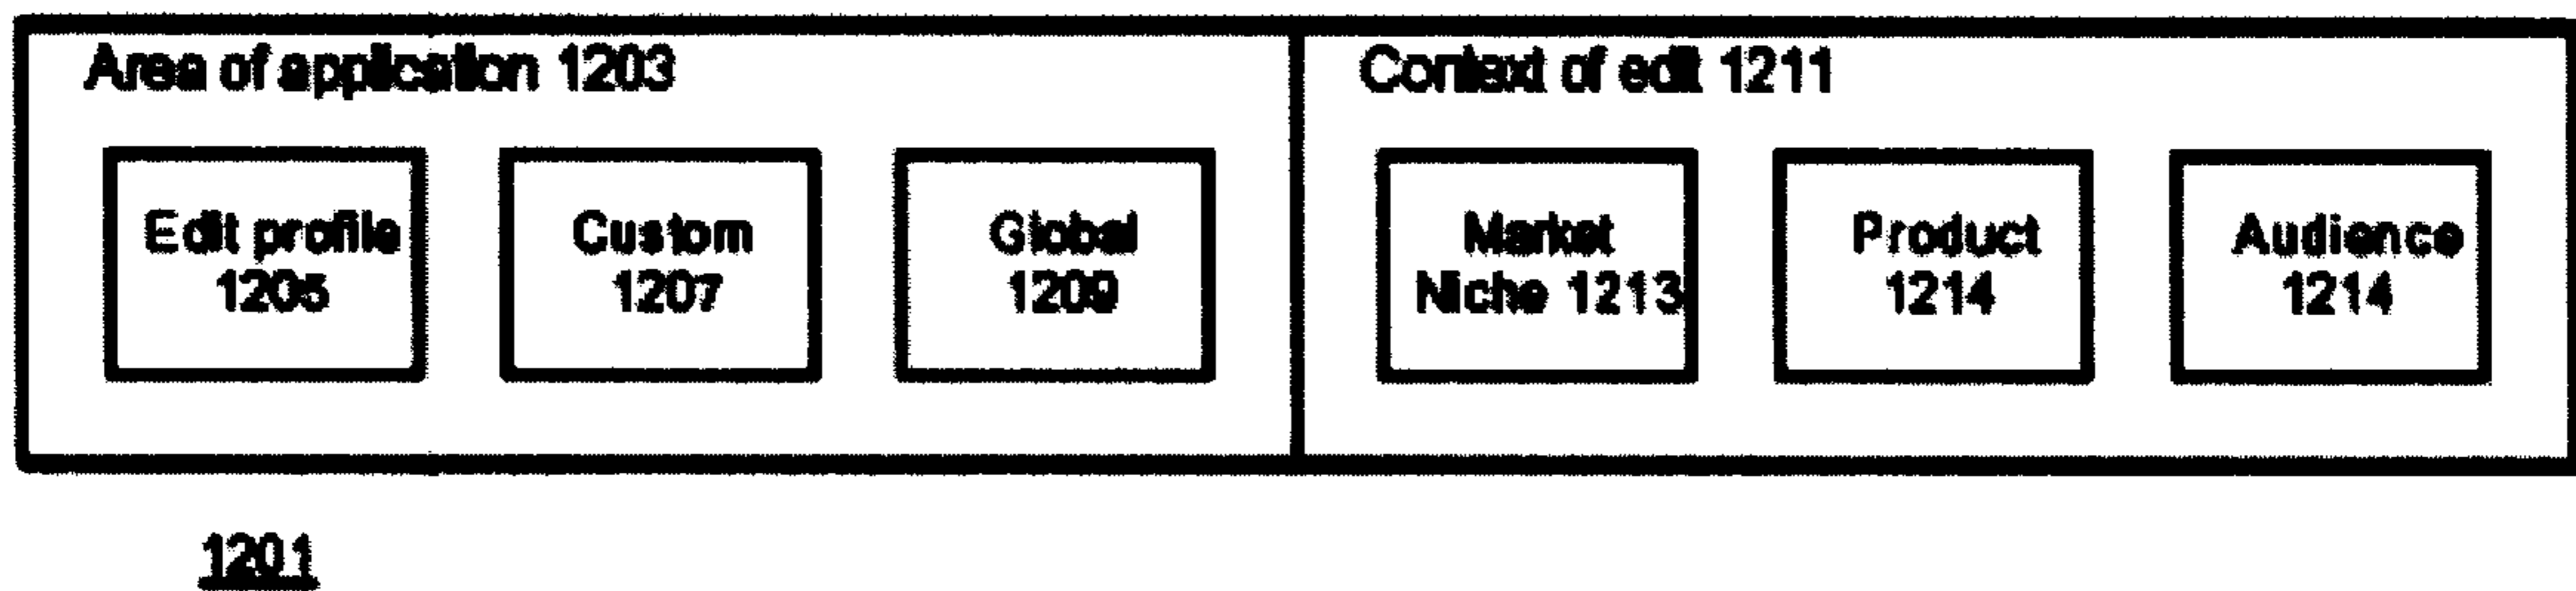 Area of application 1203
Context of edit 1211
Edit profile
1205
Custom
1207
Global
1209
Market
Niche 1213
Product
1214
Audience
1214
1201